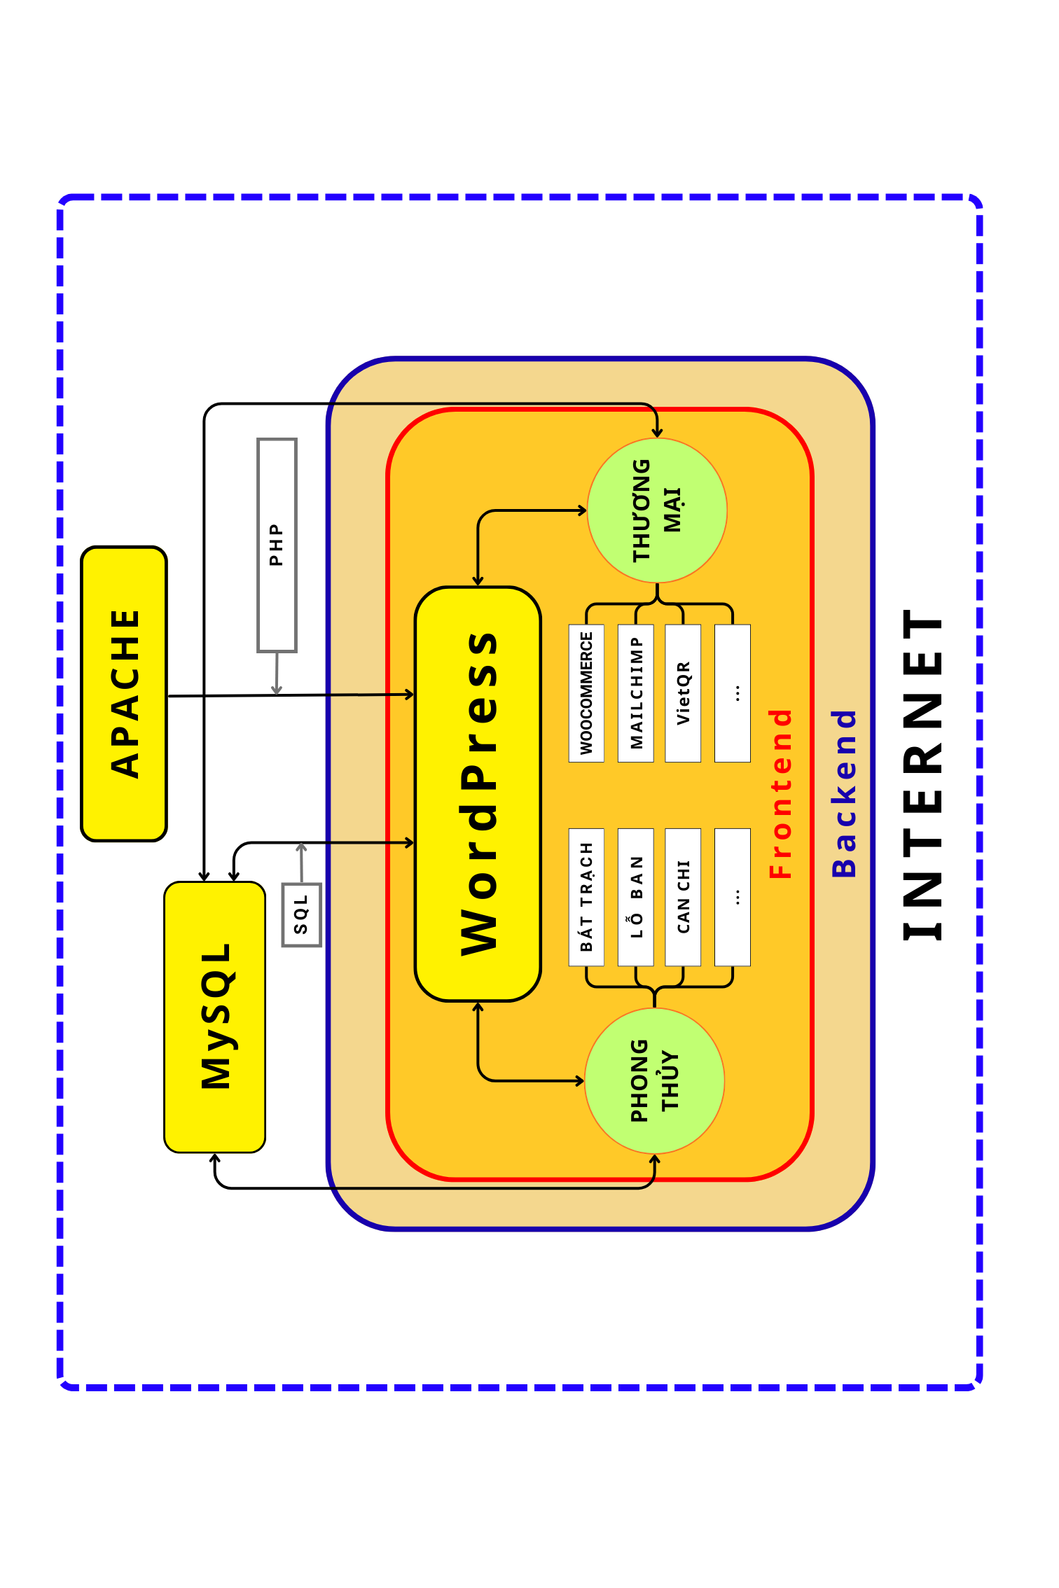 APACHE
MySQL
PHP
SQL
WordPress
PHONG
THỦY
BÁT TRẠCH
LỖ BAN
CAN CHI
...
WOOCOMMERCE
MAILCHIMP
VietQR
...
THƯƠNG
MẠI
Frontend
Backend
INTERNET